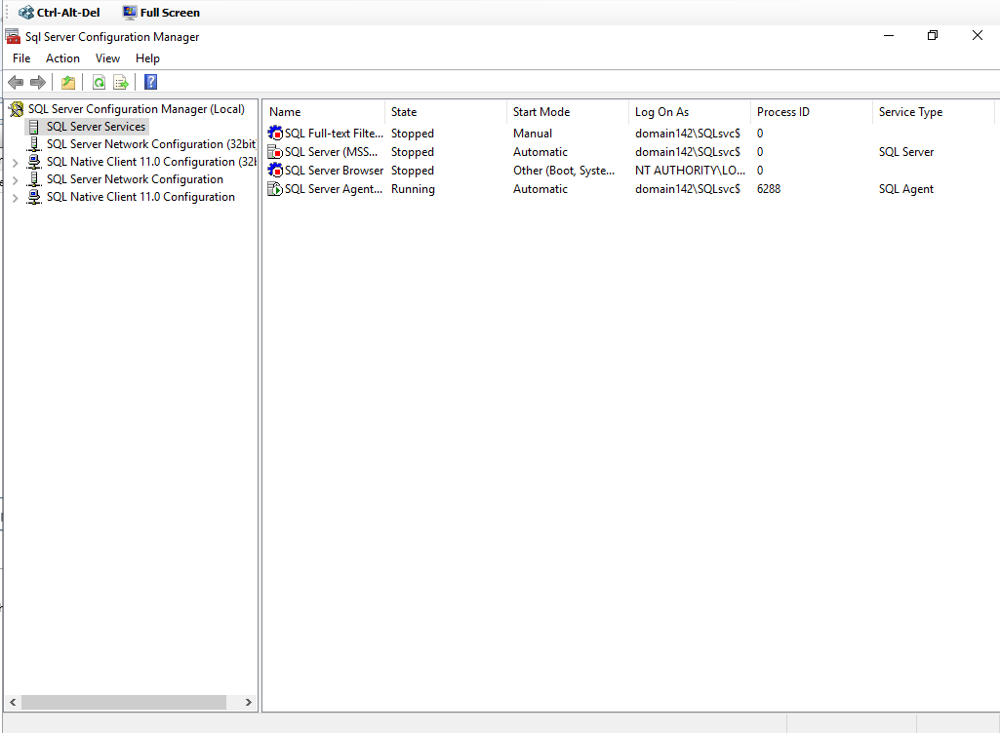 Ctrl-Alt-Del Full Screen
Sql Server Configuration Manager
File Action View Help
SQL Server Configuration Manager (Local)
SQL Server Services
SQL Server Network Configuration (32bit
SQL Native Client 11.0 Configuration (32b
SQL Server Network Configuration
SQL Native Client 11.0 Configuration
Name State Start Mode Log On As Process ID Service Type
SQL Full-text Filte... Stopped Manual domain142\SQLsvc$ 0
SQL Server (MSS... Stopped Automatic domain142\SQLsvc$ 0 SQL Server
SQL Server Browser Stopped Other (Boot, Syste... NT AUTHORITY\LO... 0
SQL Server Agent... Running Automatic domain142\SQLsvc$ 6288 SQL Agent